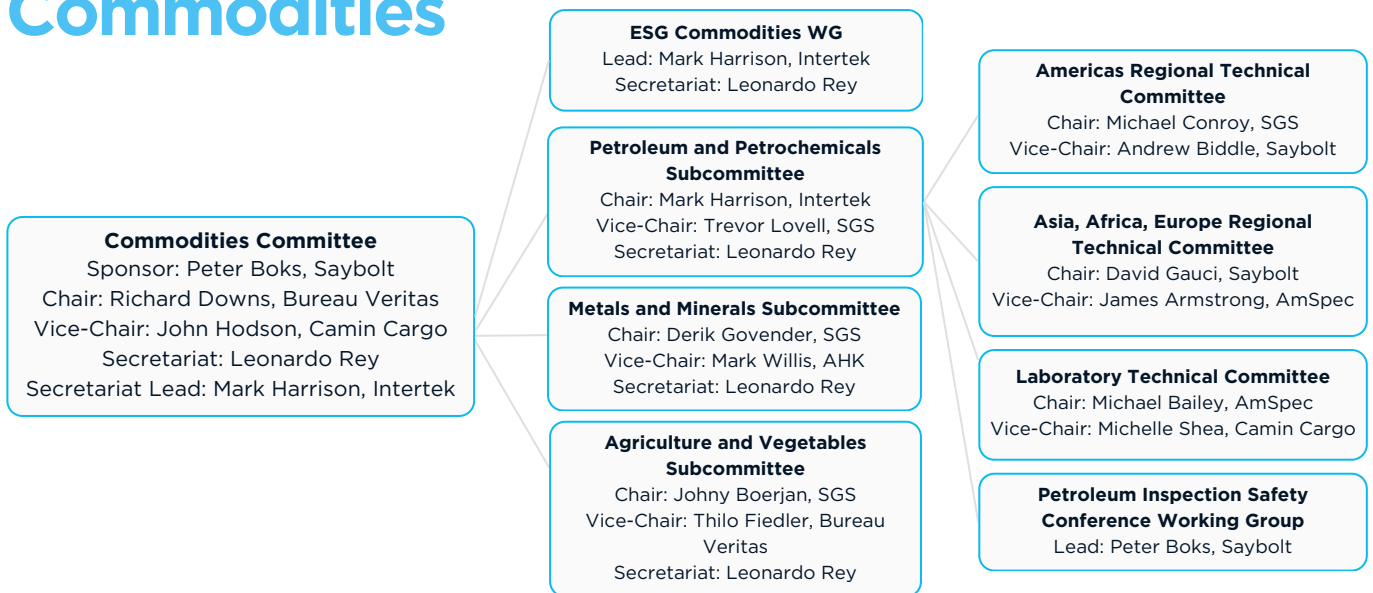 Commodities
Commodities Committee
Sponsor: Peter Boks, Saybolt
Chair: Richard Downs, Bureau Veritas
Vice-Chair: John Hodson, Camin Cargo
Secretariat: Leonardo Rey
Secretariat Lead: Mark Harrison, Intertek
ESG Commodities WG
Lead: Mark Harrison, Intertek
Secretariat: Leonardo Rey
Petroleum and Petrochemicals
Subcommittee
Chair: Mark Harrison, Intertek
Vice-Chair: Trevor Lovell, SGS
Secretariat: Leonardo Rey
Metals and Minerals Subcommittee
Chair: Derik Govender, SGS
Vice-Chair: Mark Willis, AHK
Secretariat: Leonardo Rey
Agriculture and Vegetables
Subcommittee
Chair: Johny Boerjan, SGS
Vice-Chair: Thilo Fiedler, Bureau
Veritas
Secretariat: Leonardo Rey
Americas Regional Technical
Committee
Chair: Michael Conroy, SGS
Vice-Chair: Andrew Biddle, Saybolt
Asia, Africa, Europe Regional
Technical Committee
Chair: David Gauci, Saybolt
Vice-Chair: James Armstrong, AmSpec
Laboratory Technical Committee
Chair: Michael Bailey, AmSpec
Vice-Chair: Michelle Shea, Camin Cargo
Petroleum Inspection Safety
Conference Working Group
Lead: Peter Boks, Saybolt